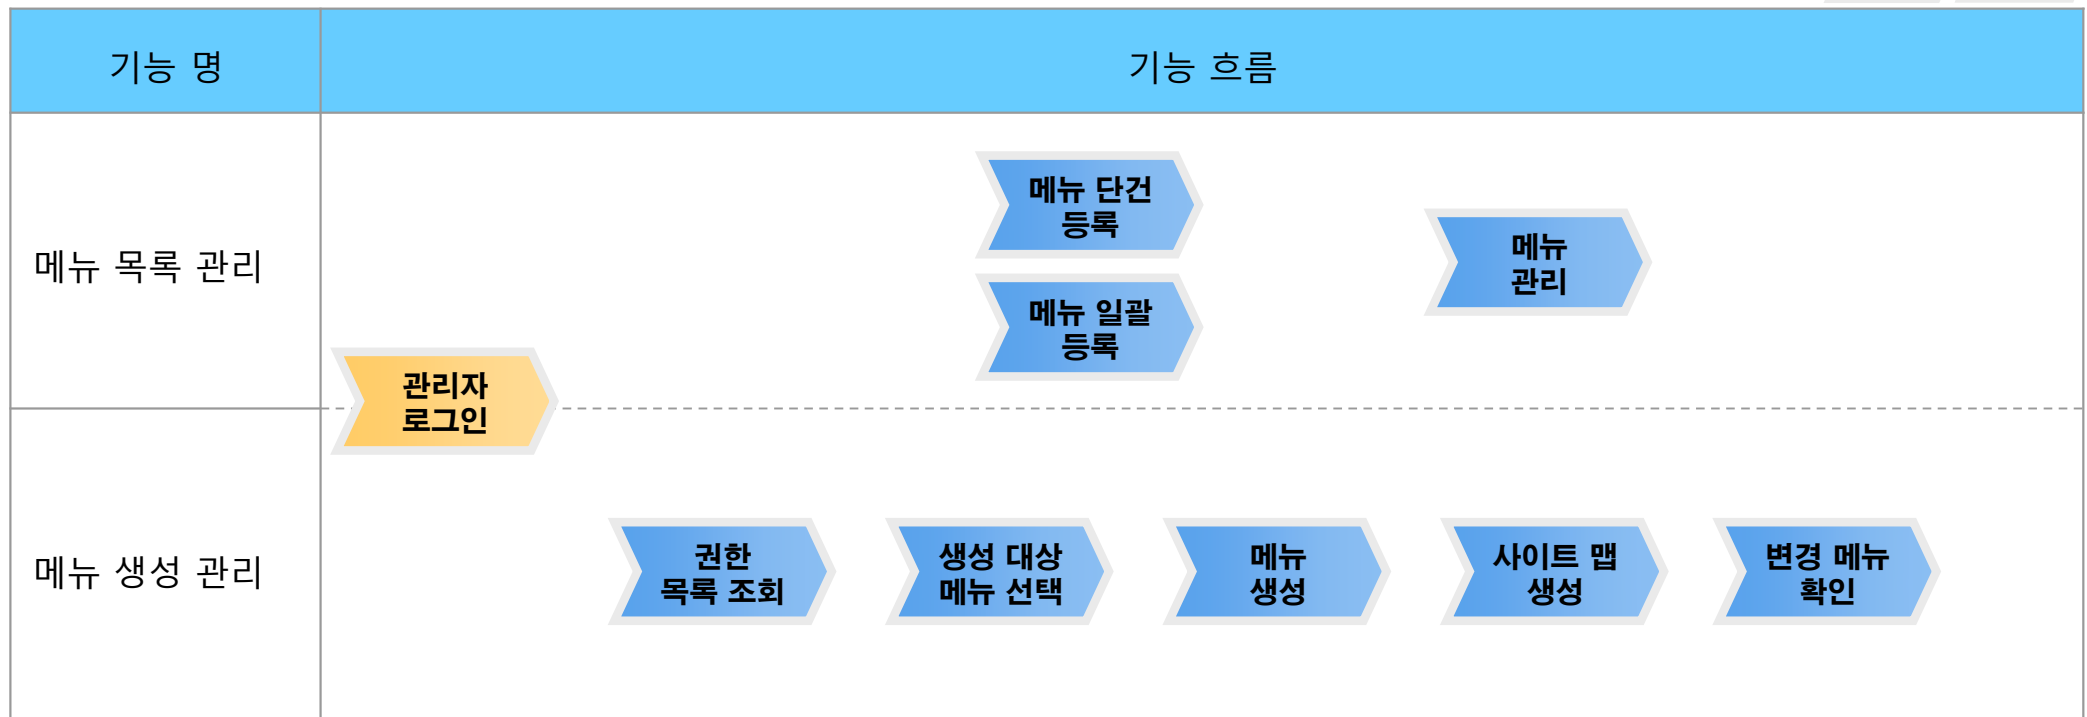 기능 명
기능 흐름
메뉴 목록 관리
메뉴 단건
등록
메뉴 일괄
등록
메뉴
관리
관리자
로그인
메뉴 생성 관리
권한
목록 조회
생성 대상
메뉴 선택
메뉴
생성
사이트 맵
생성
변경 메뉴
확인